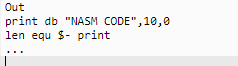 Out
print db "NASM CODE",10,0
len equ $- print
...